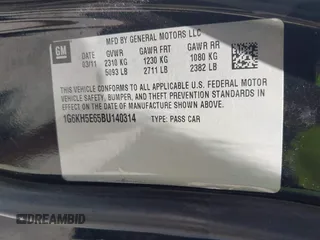 GM
MFD BY GENERAL MOTORS LLC
DATE GVWR GAWR FRT GAWR RR
03/11 2310 KG 1230 KG 1080 KG
5093 LB 2711 LB 2382 LB
THIS VEHICLE CONFORMS TO ALL APPLICABLE U.S. FEDERAL MOTOR
VEHICLE SAFETY, BUMPER, AND THEFT PREVENTION STANDARDS
IN EFFECT ON THE DATE OF MANUFACTURE SHOWN ABOVE.
1G6KH5E65BU140314 TYPE: PASS CAR
DREAMBID